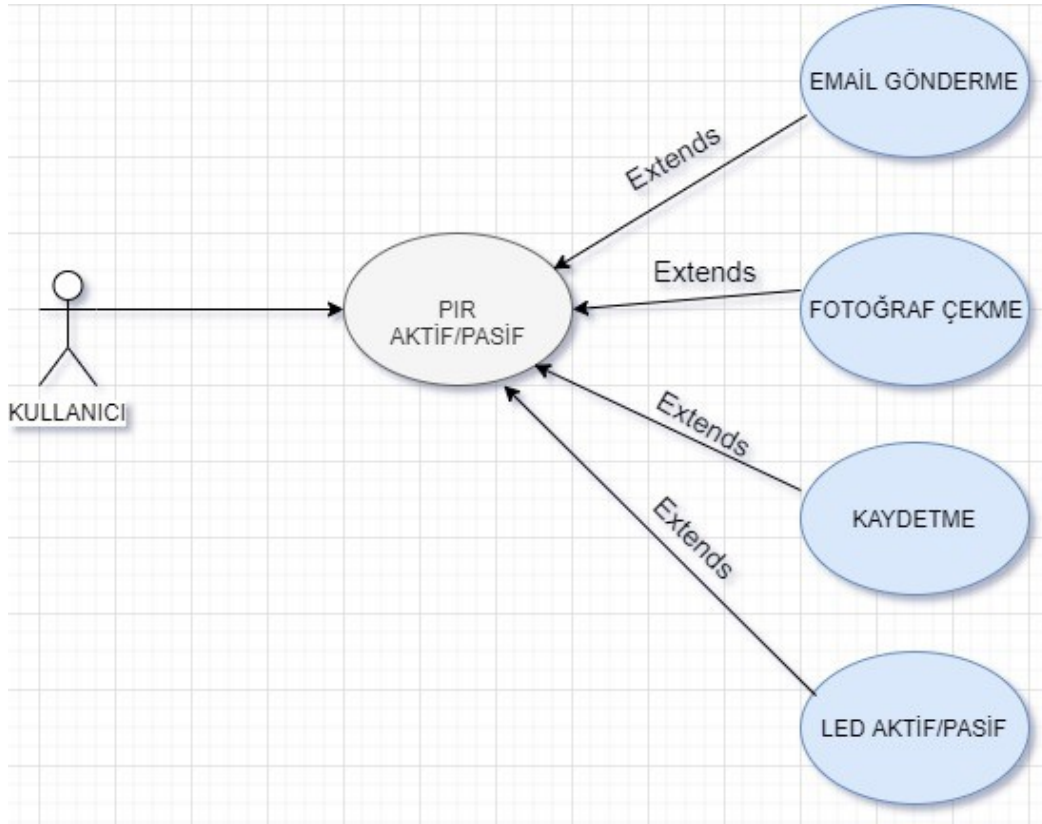 EMAİL GÖNDERME
Extends
Extends
FOTOĞRAF ÇEKME
PIR
AKTİF/PASİF
KULLANICI
Extends
KAYDETME
Extends
LED AKTİF/PASİF